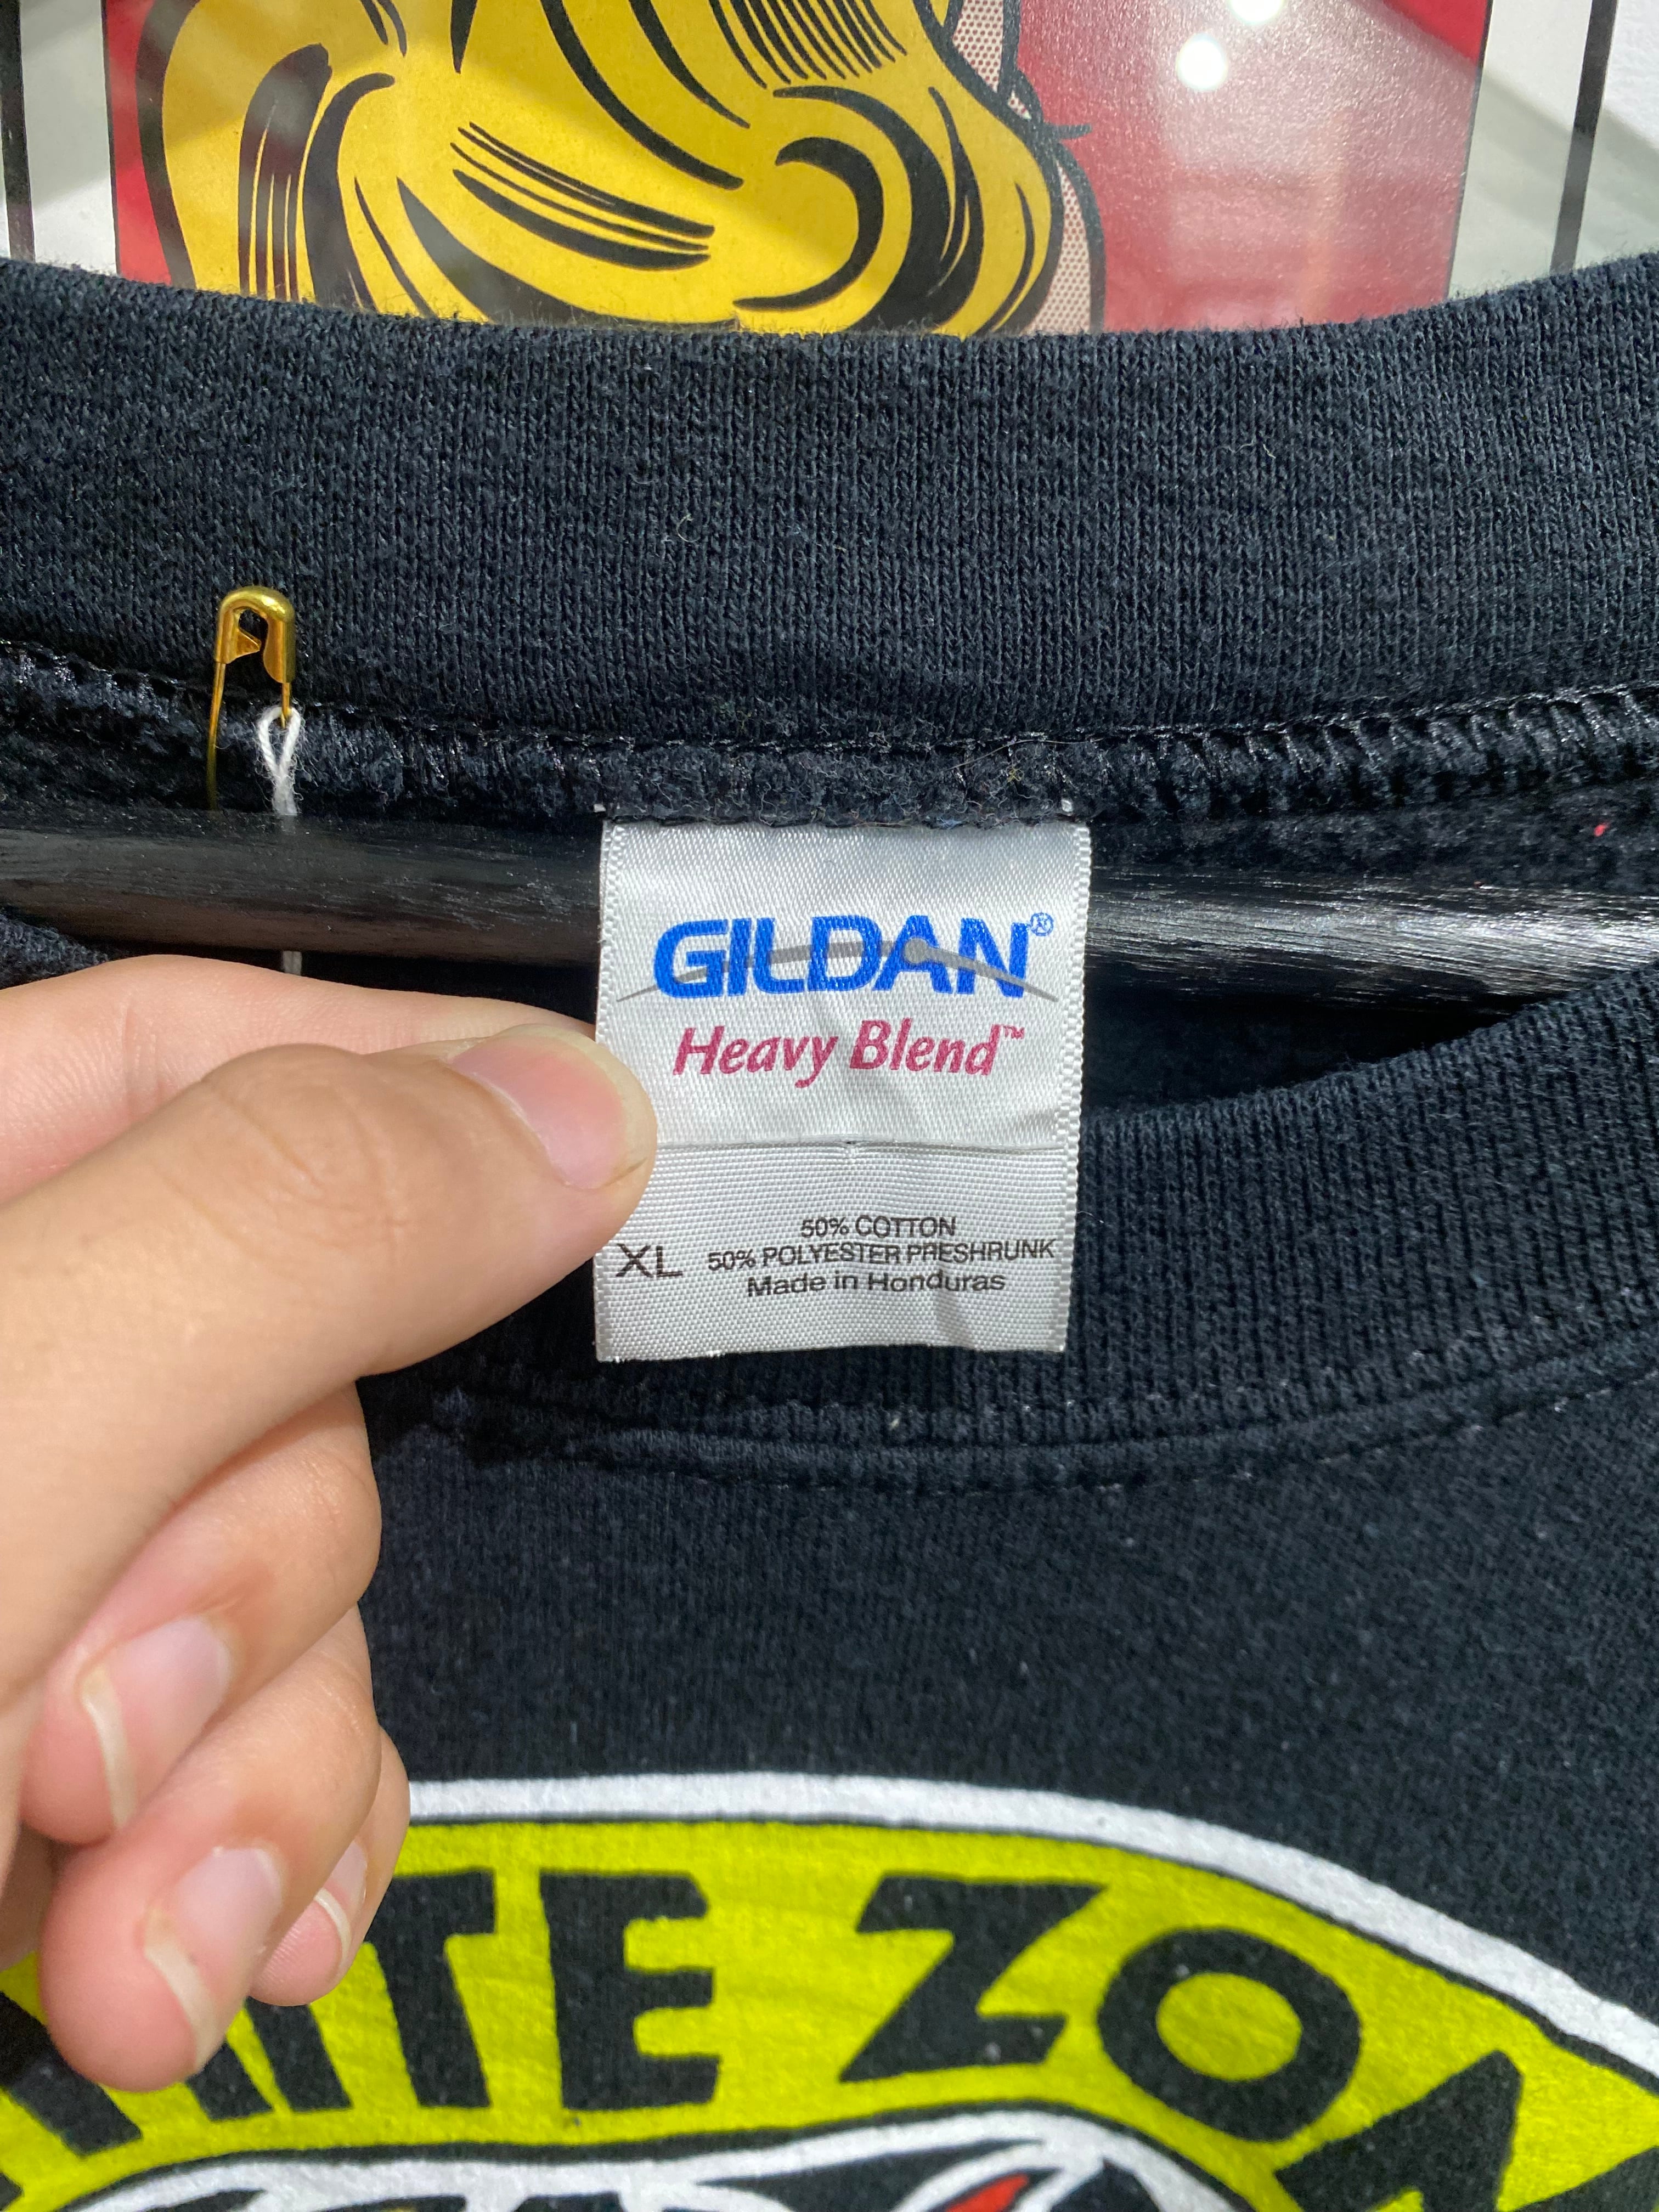 GILDAN®
Heavy Blend™
50% COTTON
XL 50% POLYESTER PRESHRUNK
Made in Honduras